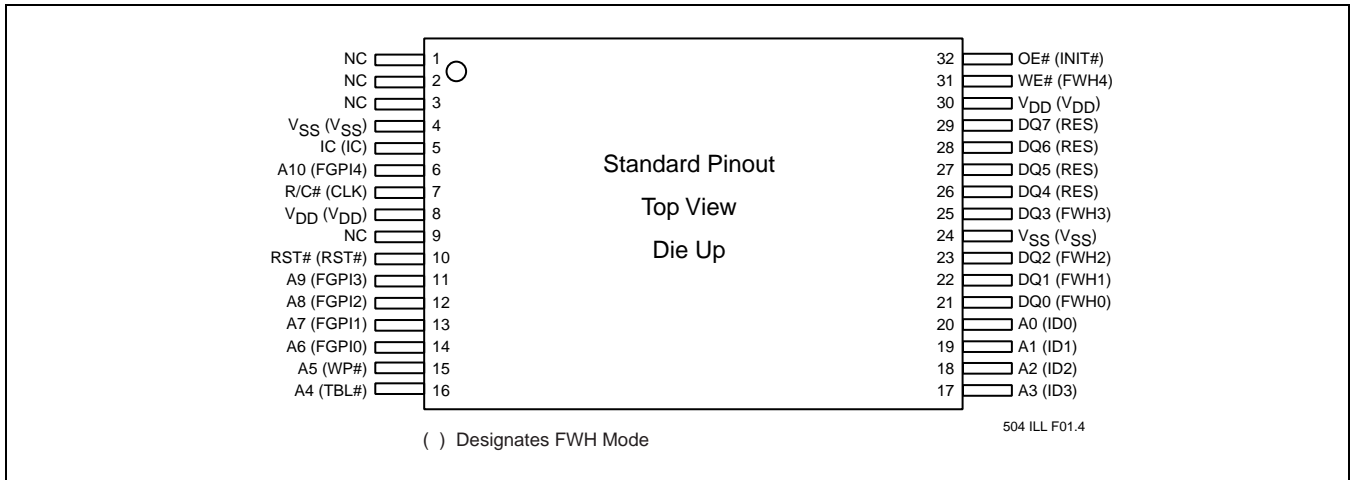 NC 1
NC 2
NC 3
VSS (VSS) 4
IC (IC) 5
A10 (FGPI4) 6
R/C# (CLK) 7
VDD (VDD) 8
NC 9
RST# (RST#) 10
A9 (FGPI3) 11
A8 (FGPI2) 12
A7 (FGPI1) 13
A6 (FGPI0) 14
A5 (WP#) 15
A4 (TBL#) 16
Standard Pinout
Top View
Die Up
32 OE# (INIT#)
31 WE# (FWH4)
30 VDD (VDD)
29 DQ7 (RES)
28 DQ6 (RES)
27 DQ5 (RES)
26 DQ4 (RES)
25 DQ3 (FWH3)
24 VSS (VSS)
23 DQ2 (FWH2)
22 DQ1 (FWH1)
21 DQ0 (FWH0)
20 A0 (ID0)
19 A1 (ID1)
18 A2 (ID2)
17 A3 (ID3)
504 ILL F01.4
( ) Designates FWH Mode